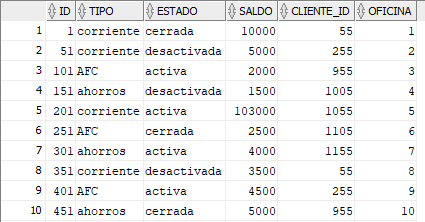 ID TIPO ESTADO SALDO CLIENTE_ID OFICINA
1 1 corriente cerrada 10000 55 1
2 51 corriente desactivada 5000 255 2
3 101 AFC activa 2000 955 3
4 151 ahorros desactivada 1500 1005 4
5 201 corriente activa 103000 1055 5
6 251 AFC cerrada 2500 1105 6
7 301 ahorros activa 4000 1155 7
8 351 corriente desactivada 3500 55 8
9 401 AFC activa 4500 255 9
10 451 ahorros cerrada 5000 955 10